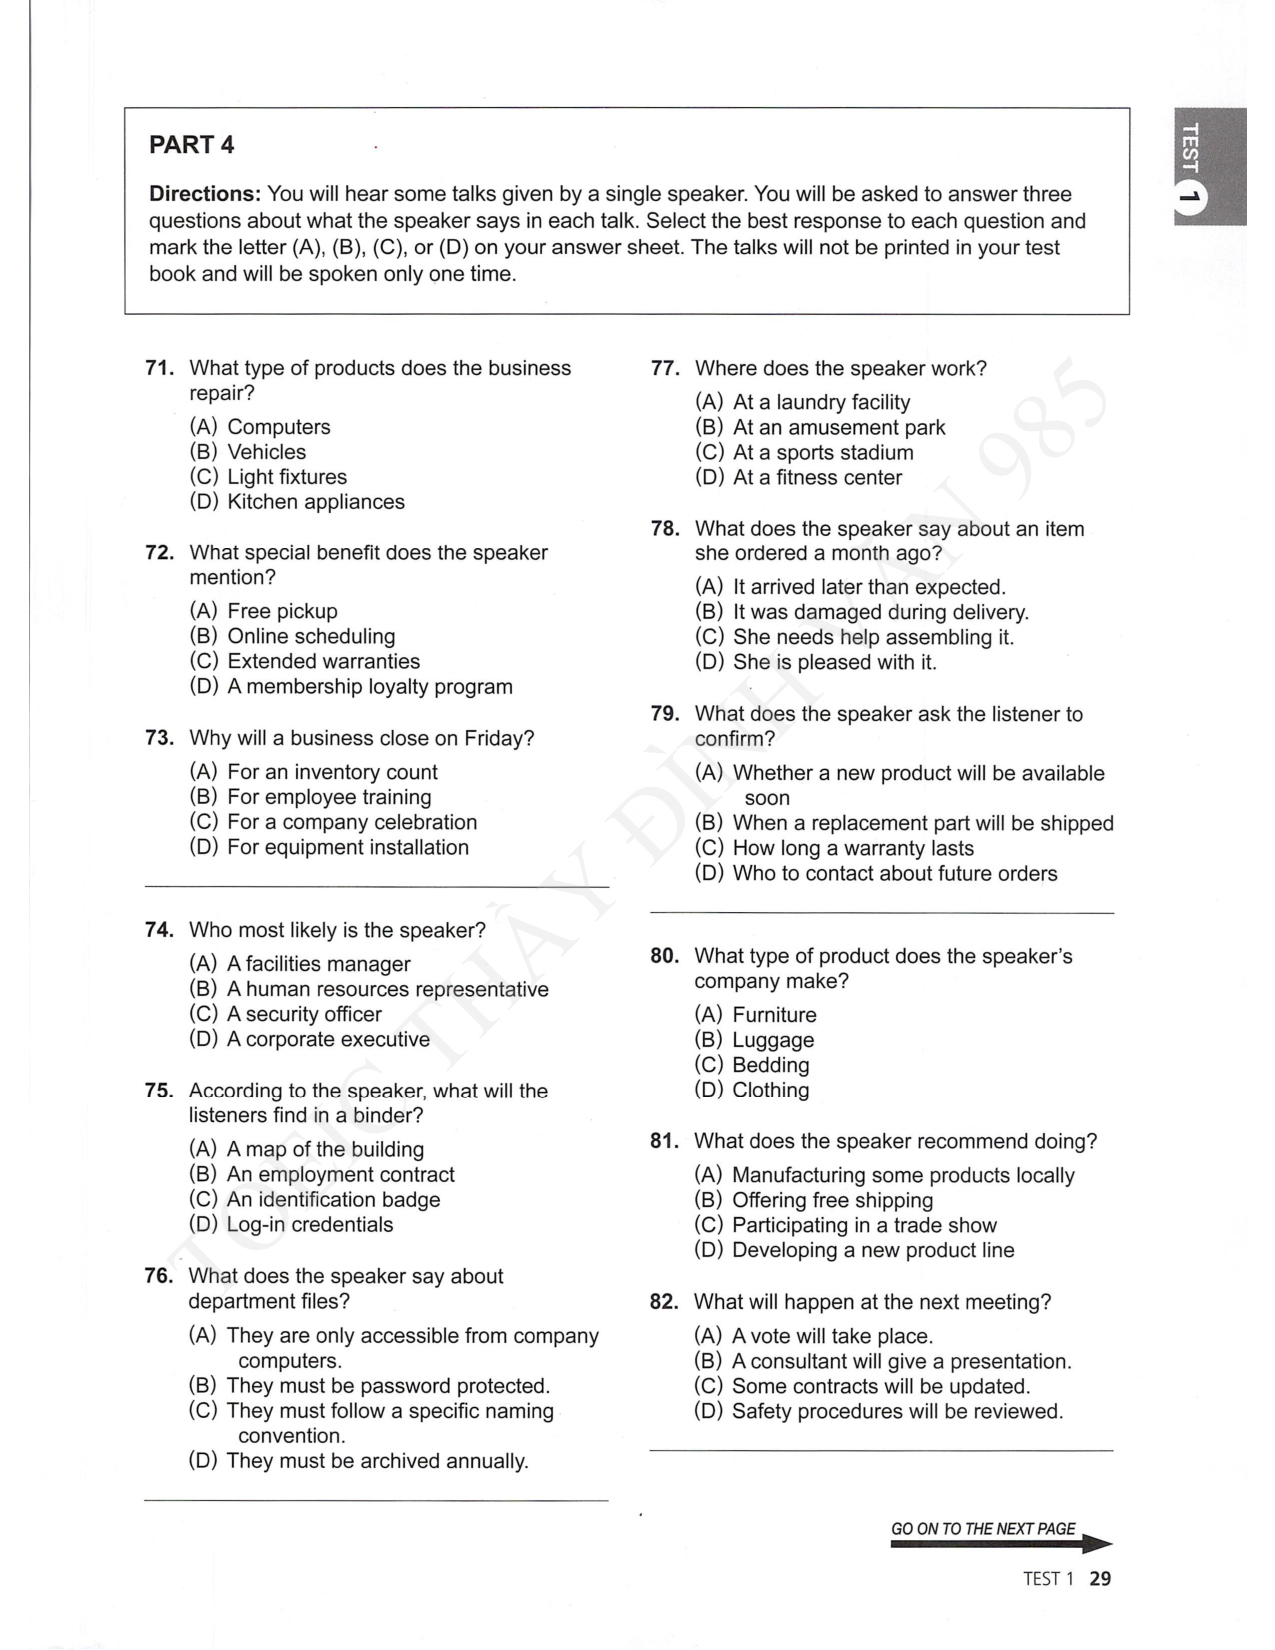 TEST 1
PART 4
Directions: You will hear some talks given by a single speaker. You will be asked to answer three
questions about what the speaker says in each talk. Select the best response to each question and
mark the letter (A), (B), (C), or (D) on your answer sheet. The talks will not be printed in your test
book and will be spoken only one time.
71. What type of products does the business
repair?
(A) Computers
(B) Vehicles
(C) Light fixtures
(D) Kitchen appliances
72. What special benefit does the speaker
mention?
(A) Free pickup
(B) Online scheduling
(C) Extended warranties
(D) A membership loyalty program
73. Why will a business close on Friday?
(A) For an inventory count
(B) For employee training
(C) For a company celebration
(D) For equipment installation
74. Who most likely is the speaker?
(A) A facilities manager
(B) A human resources representative
(C) A security officer
(D) A corporate executive
75. According to the speaker, what will the
listeners find in a binder?
(A) A map of the building
(B) An employment contract
(C) An identification badge
(D) Log-in credentials
76. What does the speaker say about
department files?
(A) They are only accessible from company
computers.
(B) They must be password protected.
(C) They must follow a specific naming
convention.
(D) They must be archived annually.
77. Where does the speaker work?
(A) At a laundry facility
(B) At an amusement park
(C) At a sports stadium
(D) At a fitness center
78. What does the speaker say about an item
she ordered a month ago?
(A) It arrived later than expected.
(B) It was damaged during delivery.
(C) She needs help assembling it.
(D) She is pleased with it.
79. What does the speaker ask the listener to
confirm?
(A) Whether a new product will be available
soon
(B) When a replacement part will be shipped
(C) How long a warranty lasts
(D) Who to contact about future orders
80. What type of product does the speaker's
company make?
(A) Furniture
(B) Luggage
(C) Bedding
(D) Clothing
81. What does the speaker recommend doing?
(A) Manufacturing some products locally
(B) Offering free shipping
(C) Participating in a trade show
(D) Developing a new product line
82. What will happen at the next meeting?
(A) A vote will take place.
(B) A consultant will give a presentation.
(C) Some contracts will be updated.
(D) Safety procedures will be reviewed.
TOEIC THẦY ĐÌNH VĂN 985
GO ON TO THE NEXT PAGE
TEST 1 29